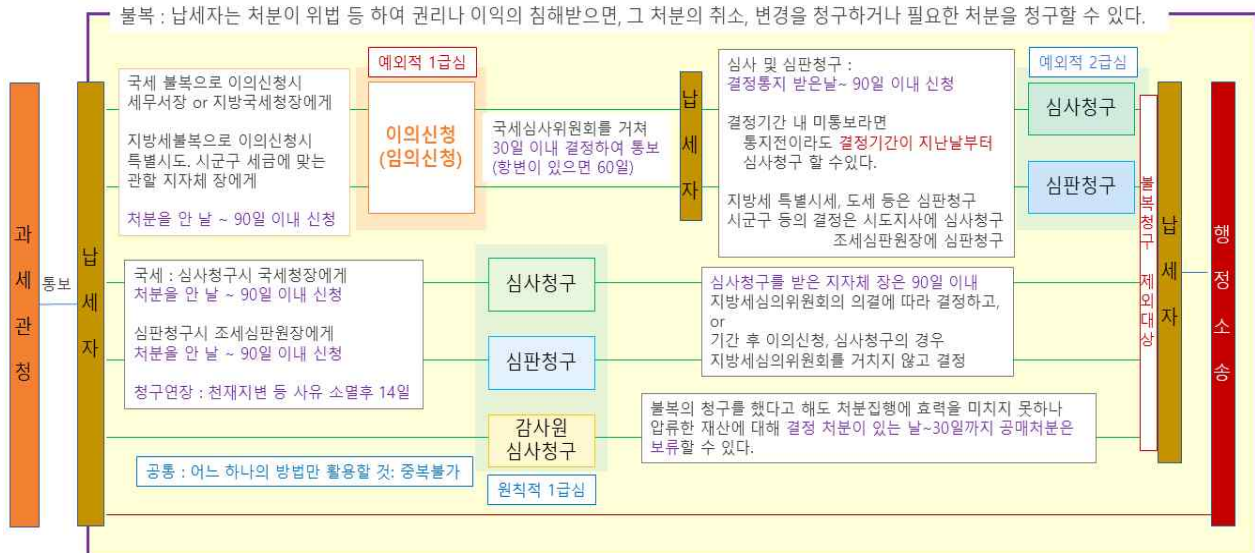 불복 : 납세자는 처분이 위법 등 하여 권리나 이익의 침해받으면, 그 처분의 취소, 변경을 청구하거나 필요한 처분을 청구할 수 있다.
과세관청
통보
납세자
국세 불복으로 이의신청시
세무서장 or 지방국세청장에게
지방세불복으로 이의신청시
특별시도. 시군구 세금에 맞는
관할 지자체 장에게
처분을 안 날 ~ 90일 이내 신청
예외적 1급심
이의신청
(임의신청)
국세심사위원회를 거쳐
30일 이내 결정하여 통보
(항변이 있으면 60일)
납세자
심사 및 심판청구 :
결정통지 받은날~ 90일 이내 신청
결정기간 내 미통보라면
통지전이라도 결정기간이 지난날부터
심사청구 할 수있다.
지방세 특별시세, 도세 등은 심판청구
시군구 등의 결정은 시도지사에 심사청구
조세심판원장에 심판청구
예외적 2급심
심사청구
심판청구
국세 : 심사청구시 국세청장에게
처분을 안 날 ~ 90일 이내 신청
심판청구시 조세심판원장에게
처분을 안 날 ~ 90일 이내 신청
청구연장 : 천재지변 등 사유 소멸후 14일
심사청구
심판청구
감사원
심사청구
원칙적 1급심
공통 : 어느 하나의 방법만 활용할 것: 중복불가
심사청구를 받은 지자체 장은 90일 이내
지방세심의위원회의 의결에 따라 결정하고,
or
기간 후 이의신청, 심사청구의 경우
지방세심의위원회를 거치지 않고 결정
불복의 청구를 했다고 해도 처분집행에 효력을 미치지 못하나
압류한 재산에 대해 결정 처분이 있는 날~30일까지 공매처분은
보류할 수 있다.
불복청구 제외대상
납세자
행정소송